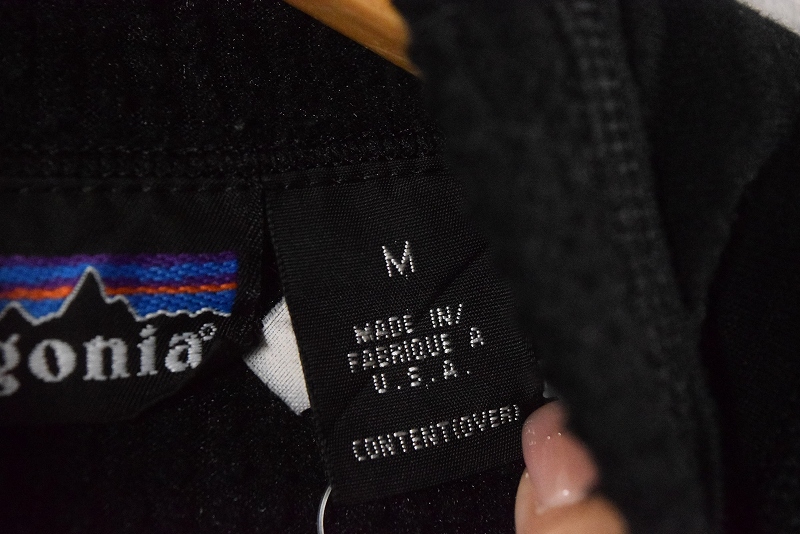 gonia®
M
MADE IN/
FABRIQUE A
U.S.A.
CONTENT(OVER)